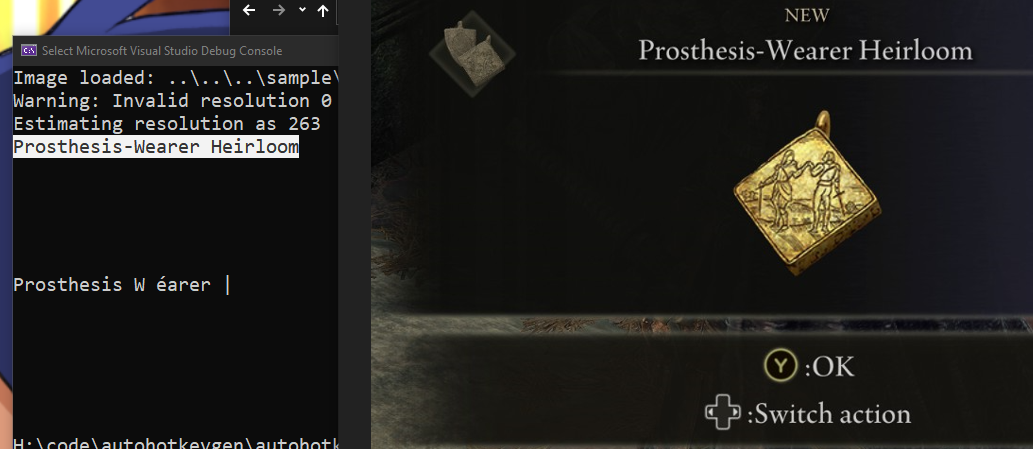 Select Microsoft Visual Studio Debug Console
Image loaded: ..\..\..\sample\
Warning: Invalid resolution 0
Estimating resolution as 263
Prosthesis-Wearer Heirloom
Prosthesis W éarer |
H:\code\autohotkeygen\autohotk
NEW
Prosthesis-Wearer Heirloom
Y :OK
:Switch action